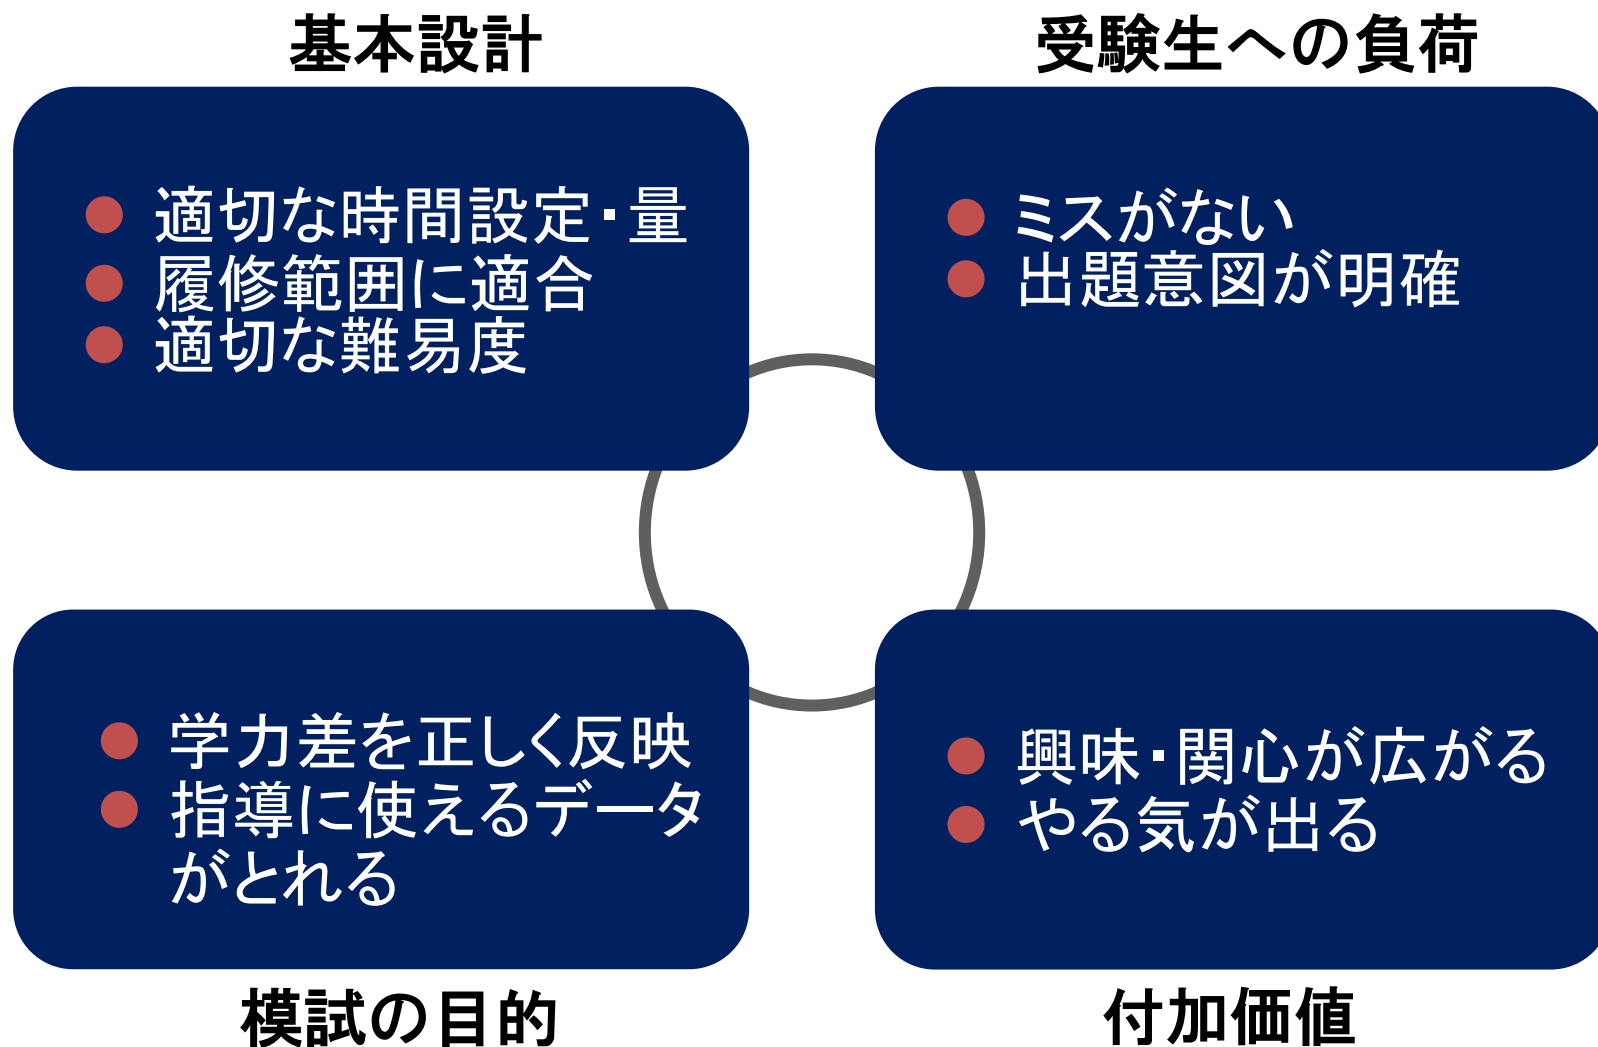 基本設計
適切な時間設定・量
履修範囲に適合
適切な難易度
受験生への負荷
ミスがない
出題意図が明確
学力差を正しく反映
指導に使えるデータ
がとれる
模試の目的
興味・関心が広がる
やる気が出る
付加価値